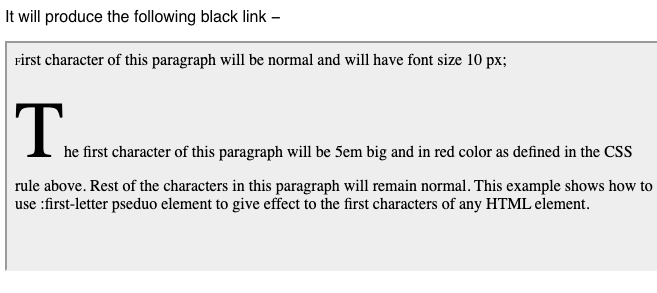 It will produce the following black link –
First character of this paragraph will be normal and will have font size 10 px;
The first character of this paragraph will be 5em big and in red color as defined in the CSS
rule above. Rest of the characters in this paragraph will remain normal. This example shows how to
use :first-letter pseduo element to give effect to the first characters of any HTML element.